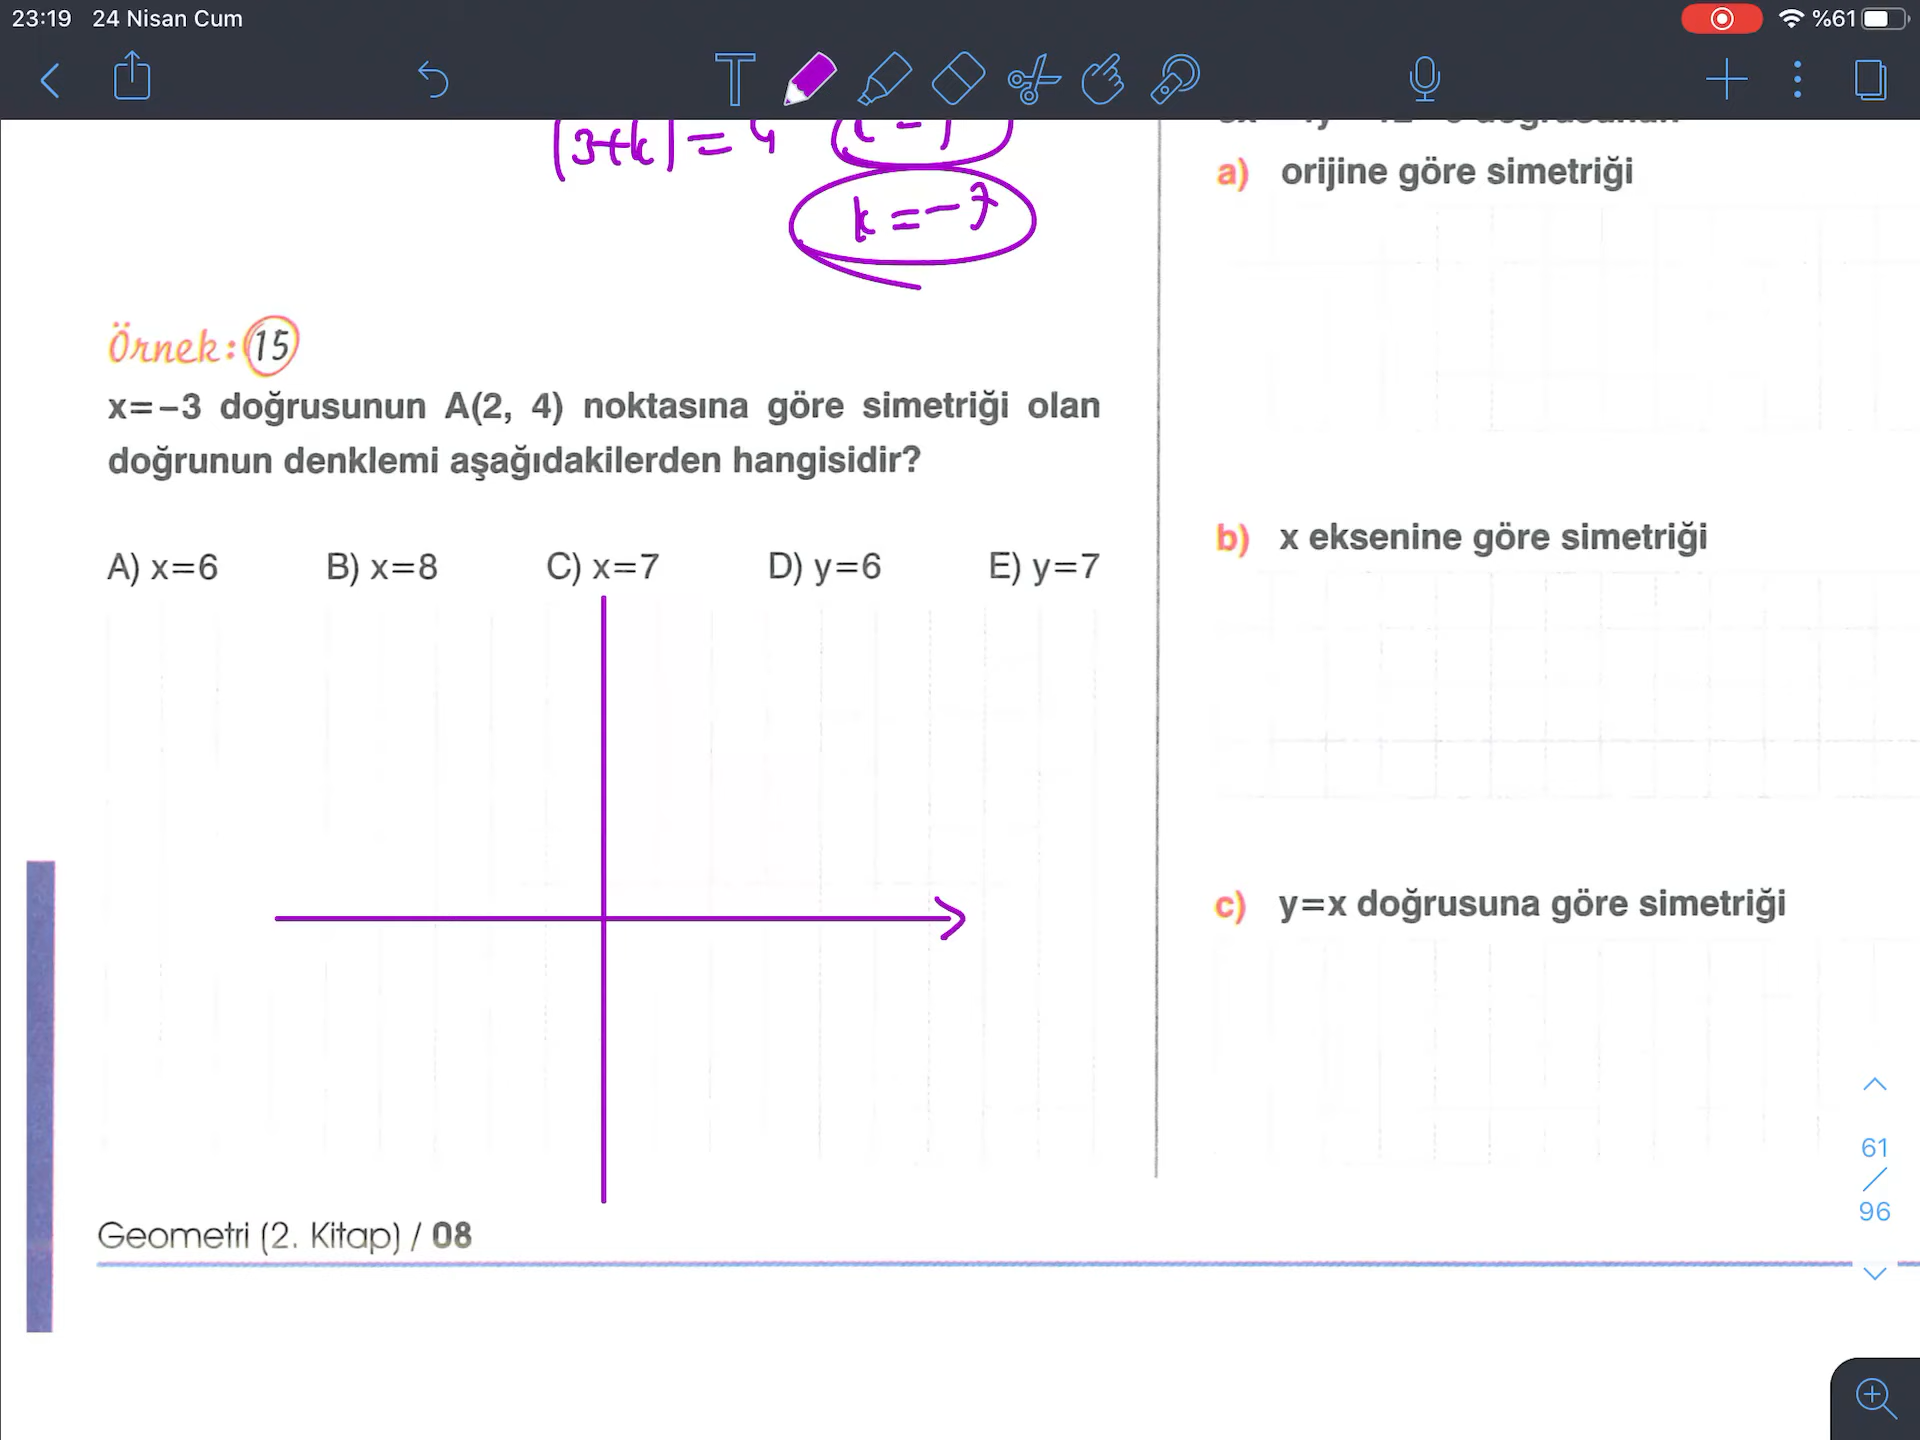 23:19 24 Nisan Cum
%61
|3+k| = 4
k = -7
Örnek: 15
x=−3 doğrusunun A(2, 4) noktasına göre simetriği olan
doğrunun denklemi aşağıdakilerden hangisidir?
A) x=6 B) x=8 C) x=7 D) y=6 E) y=7
Geometri (2. Kitap) / 08
a) orijine göre simetriği
b) x eksenine göre simetriği
c) y=x doğrusuna göre simetriği
61
/
96